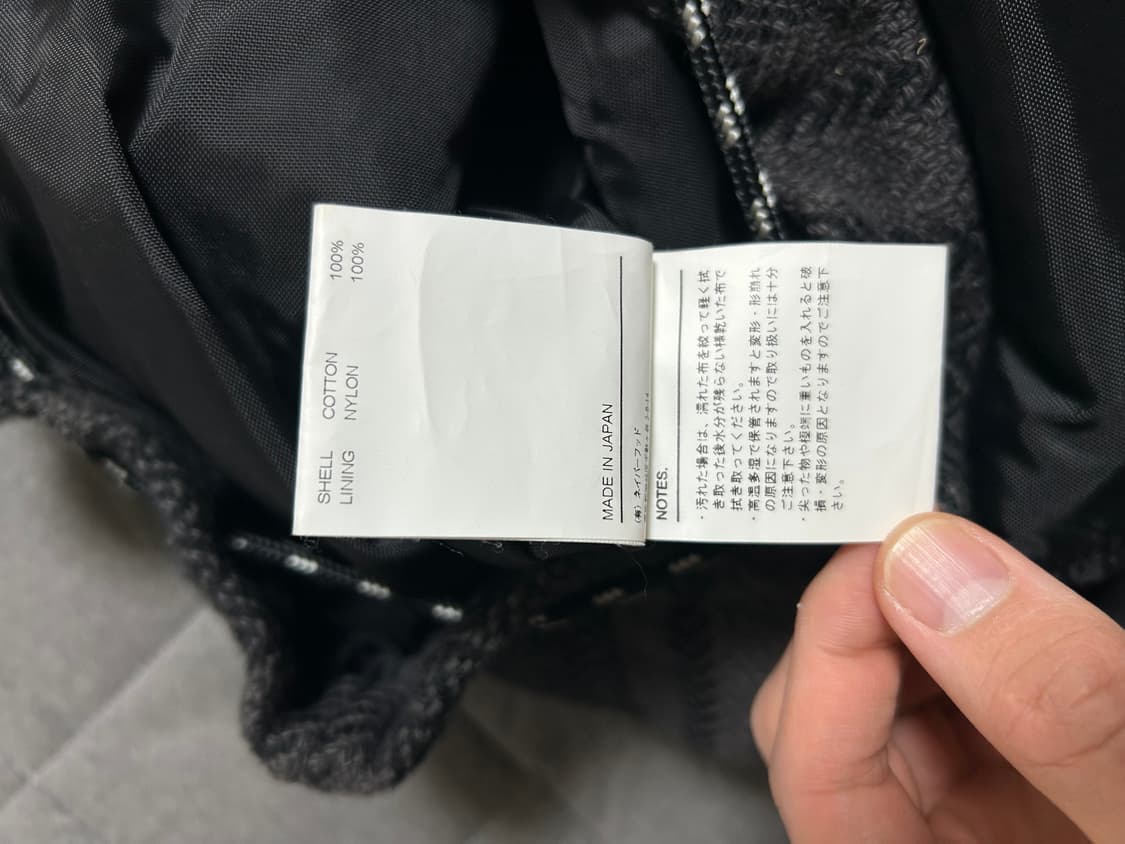 SHELL COTTON 100%
LINING NYLON 100%
MADE IN JAPAN
(有) ネイバーフッド
NOTES.
・汚れた場合は、濡れた布を絞って軽く拭
き取った後水分が残らない様乾いた布で
拭き取ってください。
・高温多湿で保管されますと変形・形崩れ
の原因になりますので取り扱いには十分
ご注意下さい。
・尖った物や極端に重いものを入れると破
損・変形の原因となりますのでご注意下
さい。